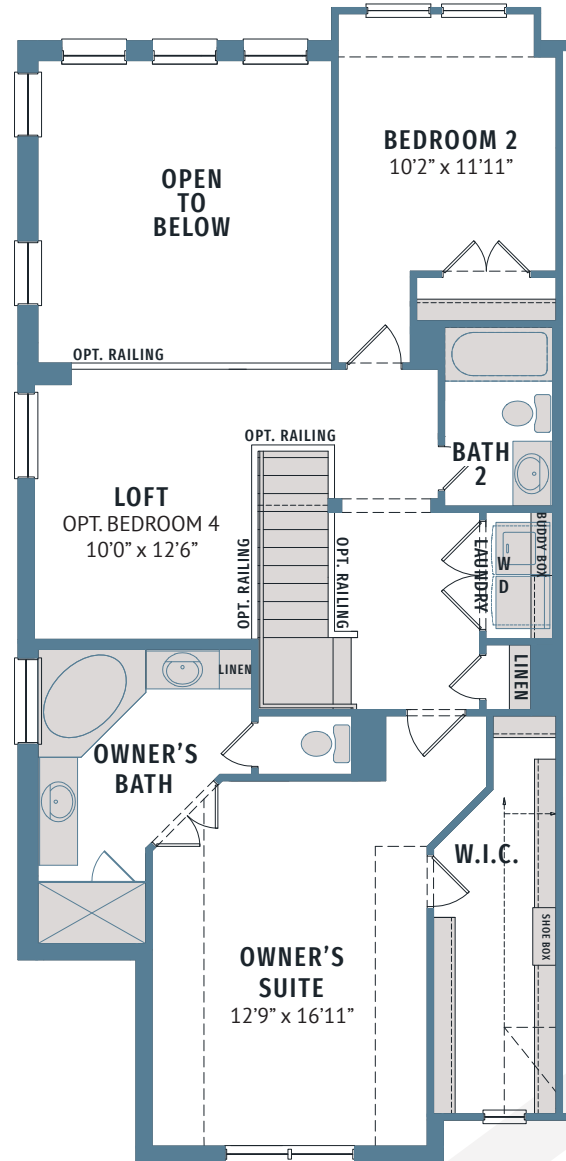 BEDROOM 2
10'2” x 11'11”
OPEN
TO
BELOW
OPT. RAILING
OPT. RAILING
BATH
2
LOFT
OPT. BEDROOM 4
10'0” x 12'6”
OPT. RAILING
OPT. RAILING
LAUNDRY
W
D
BUDDY BOX
LINEN
LINEN
OWNER'S
BATH
W.I.C.
SHOE BOX
OWNER'S
SUITE
12'9” x 16'11”